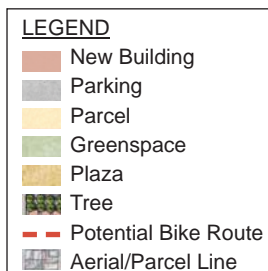 LEGEND
New Building
Parking
Parcel
Greenspace
Plaza
Tree
Potential Bike Route
Aerial/Parcel Line